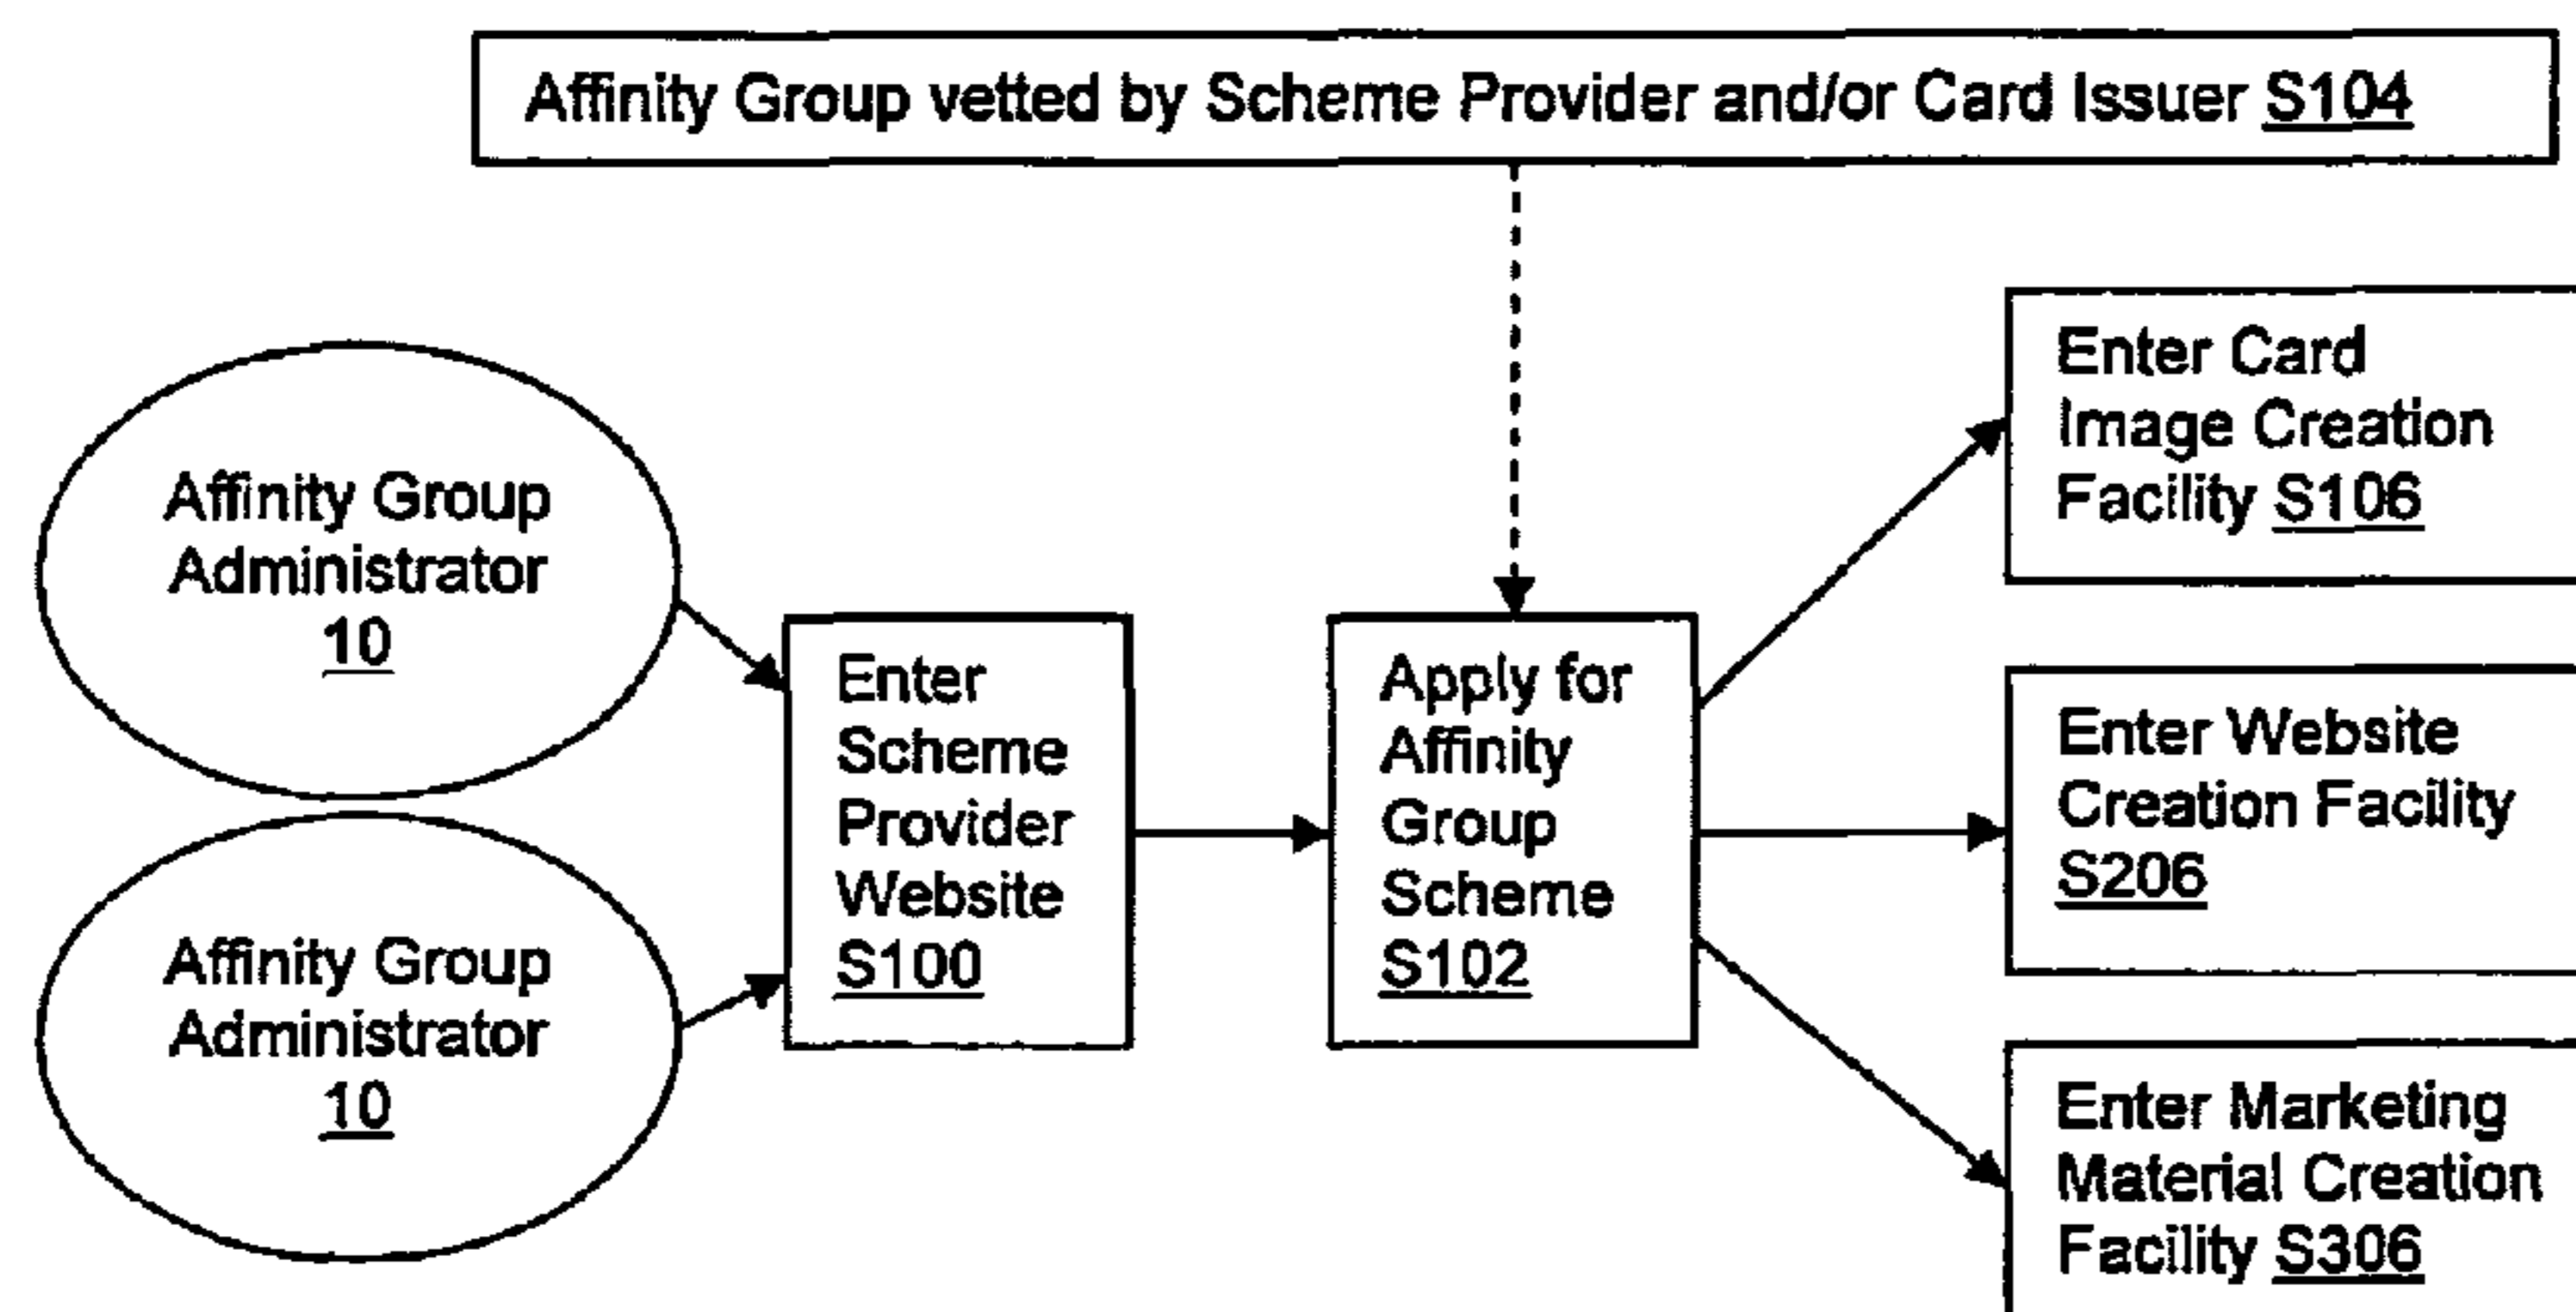 Affinity Group vetted by Scheme Provider and/or Card Issuer S104
Affinity Group
Administrator
10
Affinity Group
Administrator
10
Enter
Scheme
Provider
Website
S100
Apply for
Affinity
Group
Scheme
S102
Enter Card
Image Creation
Facility S106
Enter Website
Creation Facility
S206
Enter Marketing
Material Creation
Facility S306